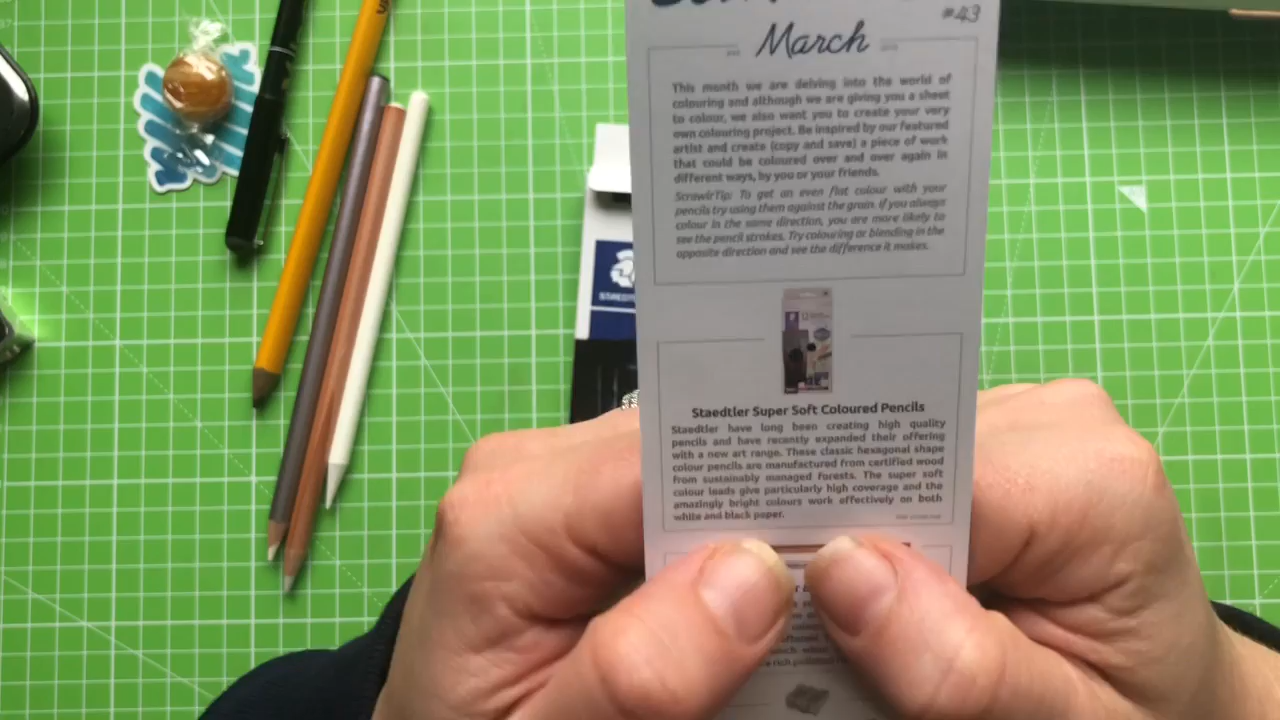 #43
March
This month we are delving into the world of
colouring and although we are giving you a sheet
to colour, we also want you to create your very
own colouring project. Be inspired by our featured
artist and create (copy and save) a piece of work
that could be coloured over and over again in
different ways, by you or your friends.
ScrawlrTip: To get an even flat colour with your
pencils try using them against the grain. If you always
colour in the same direction, you are more likely to
see the pencil strokes. Try colouring or blending in the
opposite direction and see the difference it makes.
Staedtler Super Soft Coloured Pencils
Staedtler have long been creating high quality
pencils and have recently expanded their offering
with a new art range. These classic hexagonal shape
colour pencils are manufactured from certified wood
from sustainably managed forests. The super soft
colour leads give particularly high coverage and the
amazingly bright colours work effectively on both
white and black paper.